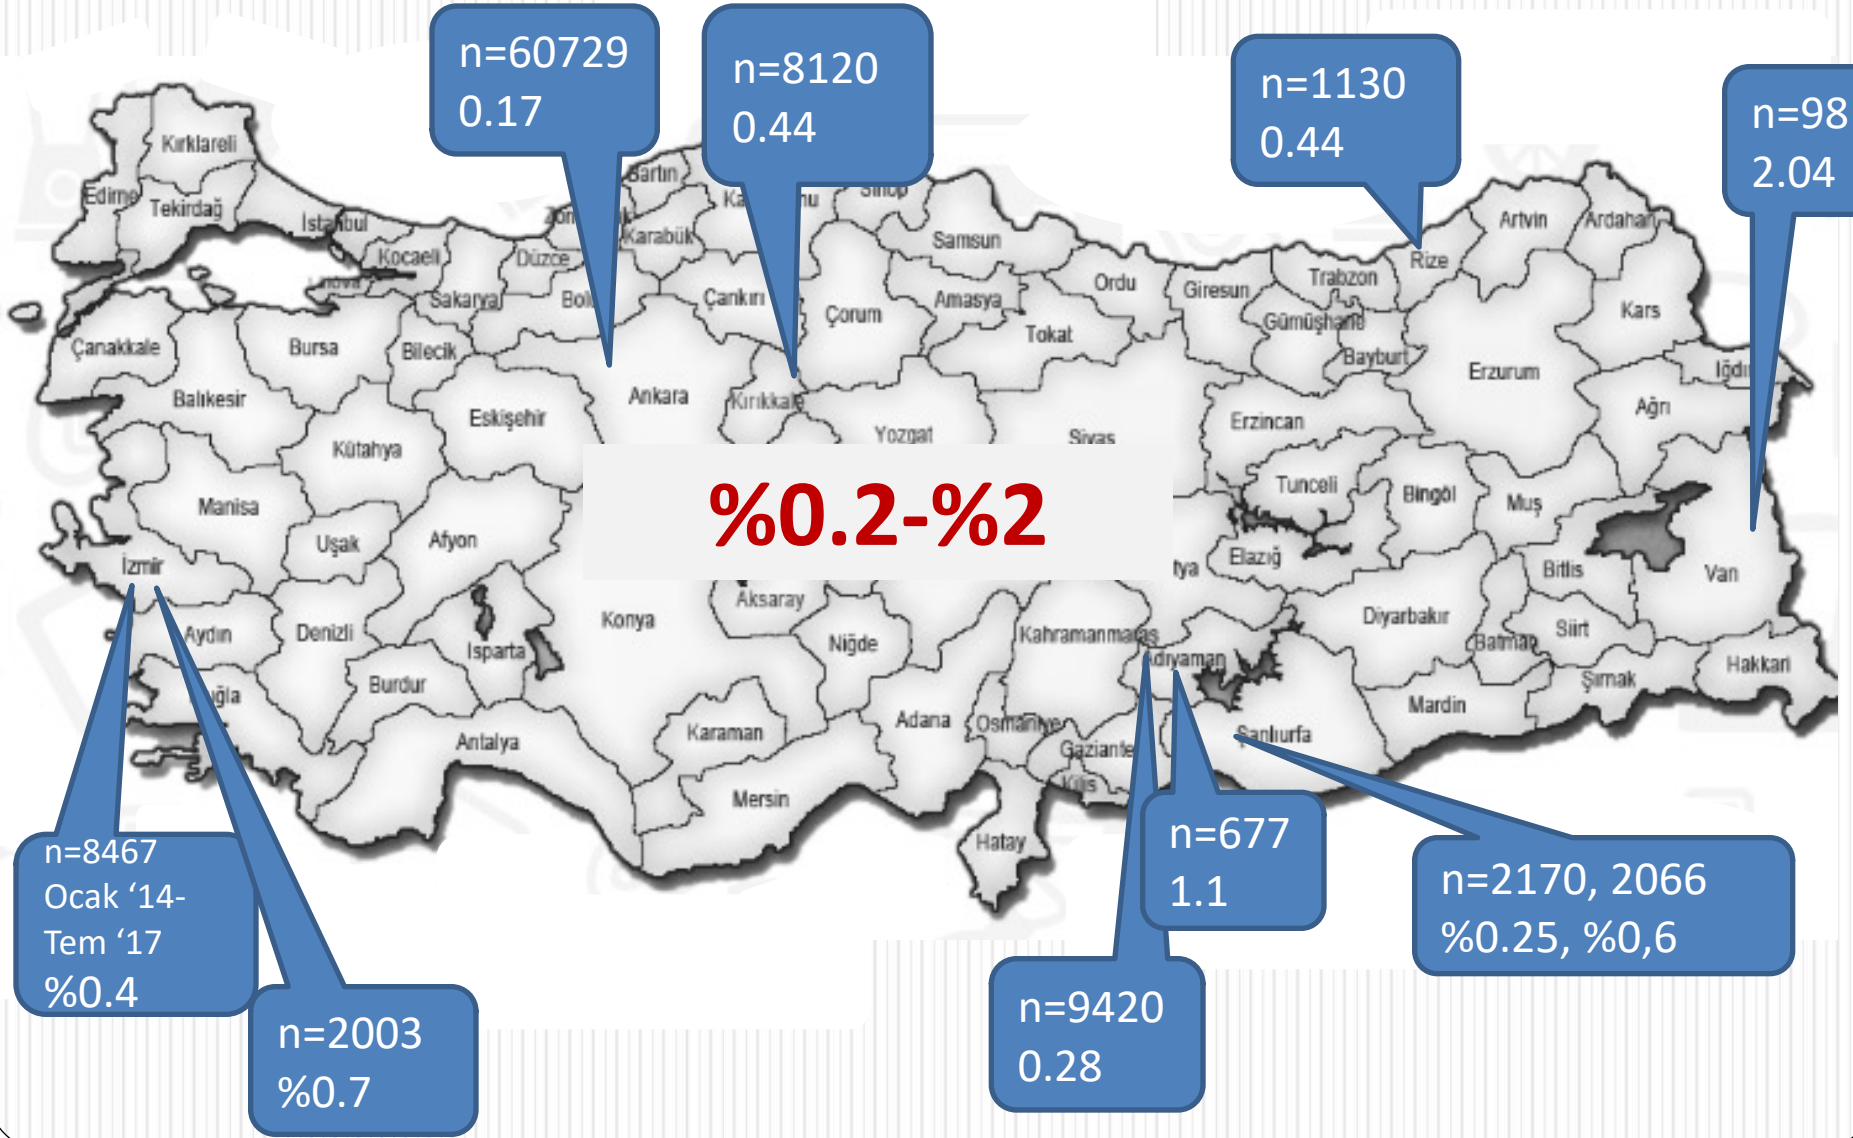 n=60729
0.17
n=8120
0.44
n=1130
0.44
n=98
2.04
Kırklareli
Edirne
Tekirdağ
İstanbul
Kocaeli
Sakarya
Düzce
Bolu
Bartın
Karabük
Çankırı
Sinop
Samsun
Çorum
Amasya
Tokat
Ordu
Giresun
Trabzon
Gümüşhane
Bayburt
Rize
Artvin
Ardahan
Kars
Iğdır
Ağrı
Erzurum
Erzincan
Çanakkale
Balıkesir
Bursa
Bilecik
Eskişehir
Kütahya
Ankara
Kırıkkale
Yozgat
Sivas
Tunceli
Bingöl
Muş
%0.2-%2
Manisa
Uşak
Afyon
İzmir
Elazığ
tya
Bitlis
Van
Aydın
Denizli
Isparta
Burdur
Konya
Aksaray
Niğde
Kahramanmaraş
Adıyaman
Diyarbakır
Batman
Siirt
Şırnak
Hakkari
Mardin
Şanlıurfa
uğla
Antalya
Karaman
Mersin
Adana
Osmaniye
Gaziante
Kilis
Hatay
n=8467
Ocak ‘14-
Tem ‘17
%0.4
n=2003
%0.7
n=9420
0.28
n=677
1.1
n=2170, 2066
%0.25, %0,6